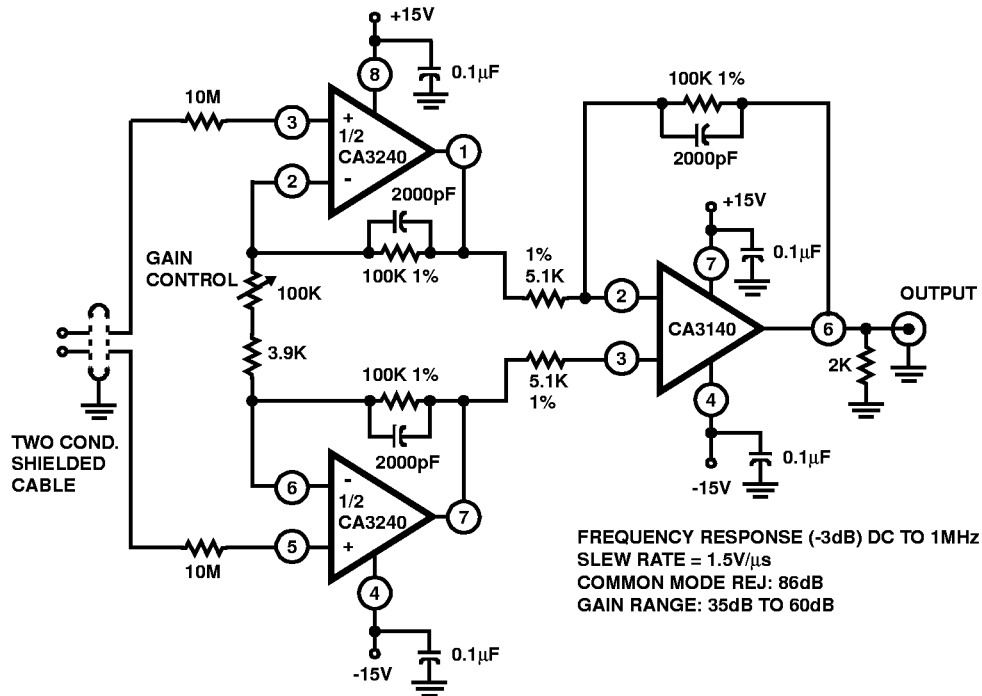 +15V
8
0.1µF
10M
3
+
1/2
CA3240
1
2
-
2000pF
100K 1%
GAIN
CONTROL
100K
3.9K
100K 1%
2000pF
TWO COND.
SHIELDED
CABLE
6
-
1/2
CA3240
7
5
+
10M
4
0.1µF
-15V
100K 1%
2000pF
+15V
7
0.1µF
1%
5.1K
2
CA3140
3
5.1K
1%
6
OUTPUT
2K
4
0.1µF
-15V
FREQUENCY RESPONSE (-3dB) DC TO 1MHz
SLEW RATE = 1.5V/µs
COMMON MODE REJ: 86dB
GAIN RANGE: 35dB TO 60dB